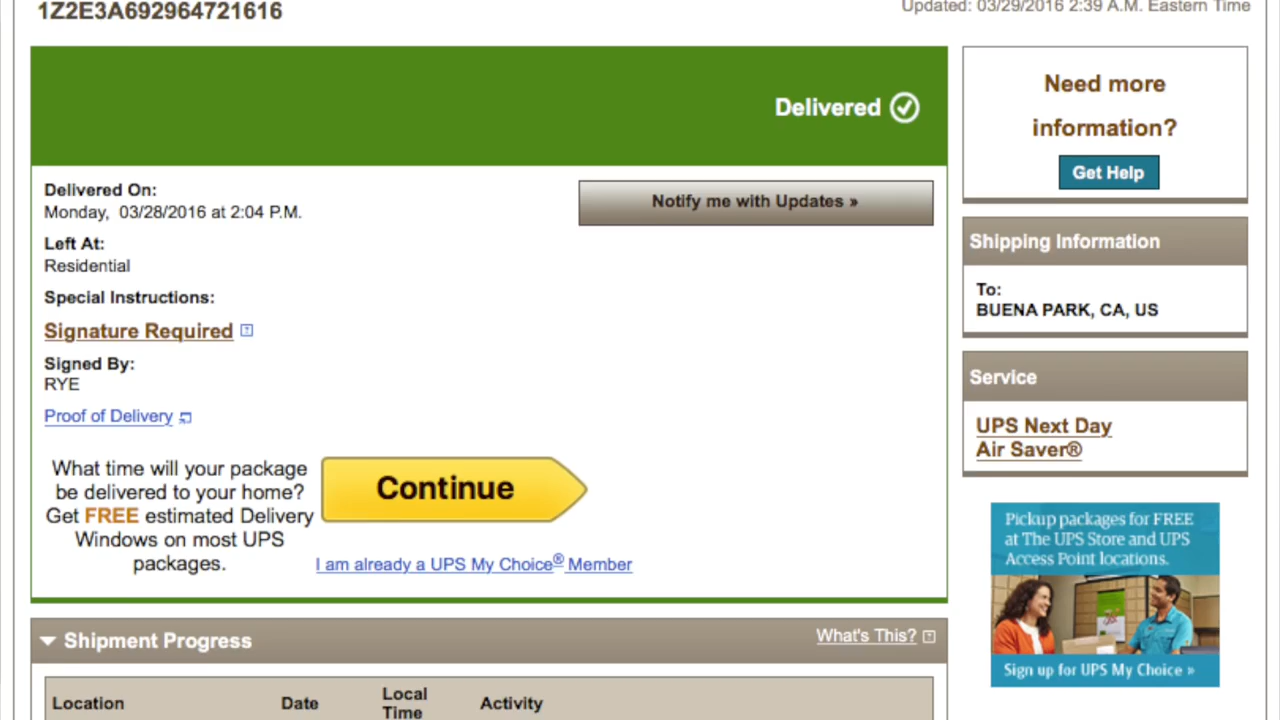 1Z2E3A692964721616
Updated: 03/29/2016 2:39 A.M. Eastern Time
Delivered
Delivered On:
Monday, 03/28/2016 at 2:04 P.M.
Left At:
Residential
Special Instructions:
Signature Required ?
Signed By:
RYE
Proof of Delivery
Notify me with Updates »
What time will your package
be delivered to your home?
Get FREE estimated Delivery
Windows on most UPS
packages.
Continue
I am already a UPS My Choice® Member
Need more
information?
Get Help
Shipping Information
To:
BUENA PARK, CA, US
Service
UPS Next Day
Air Saver®
Pickup packages for FREE
at The UPS Store and UPS
Access Point locations.
Sign up for UPS My Choice »
Shipment Progress
What's This? ?
Location Date Local Time Activity